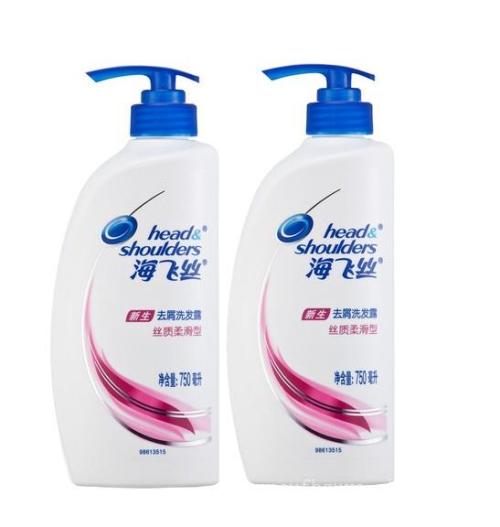 head&
shoulders
海飞丝
新生 去屑洗发露
丝质柔滑型
净含量:750毫升
98613515
head&
shoulders
海飞丝
新生 去屑洗发露
丝质柔滑型
净含量:750毫升
98613515